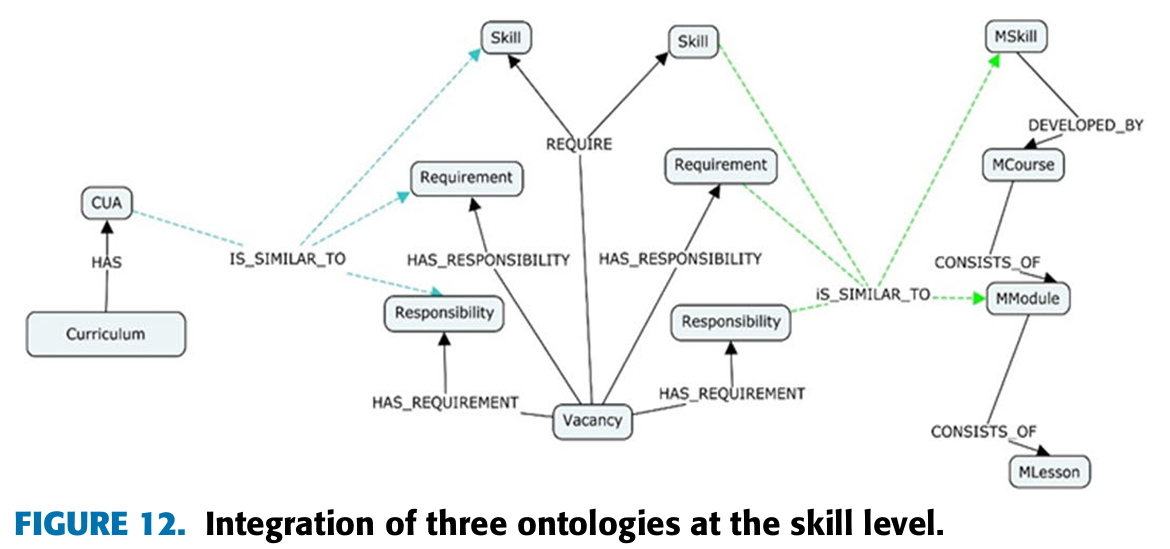 Skill
Skill
MSkill
DEVELOPED_BY
REQUIRE
Requirement
Requirement
MCourse
CUA
HAS
IS_SIMILAR_TO
HAS_RESPONSIBILITY
HAS_RESPONSIBILITY
CONSISTS_OF
iS_SIMILAR_TO
MModule
Curriculum
Responsibility
Responsibility
HAS_REQUIREMENT
HAS_REQUIREMENT
Vacancy
CONSISTS_OF
MLesson
FIGURE 12. Integration of three ontologies at the skill level.